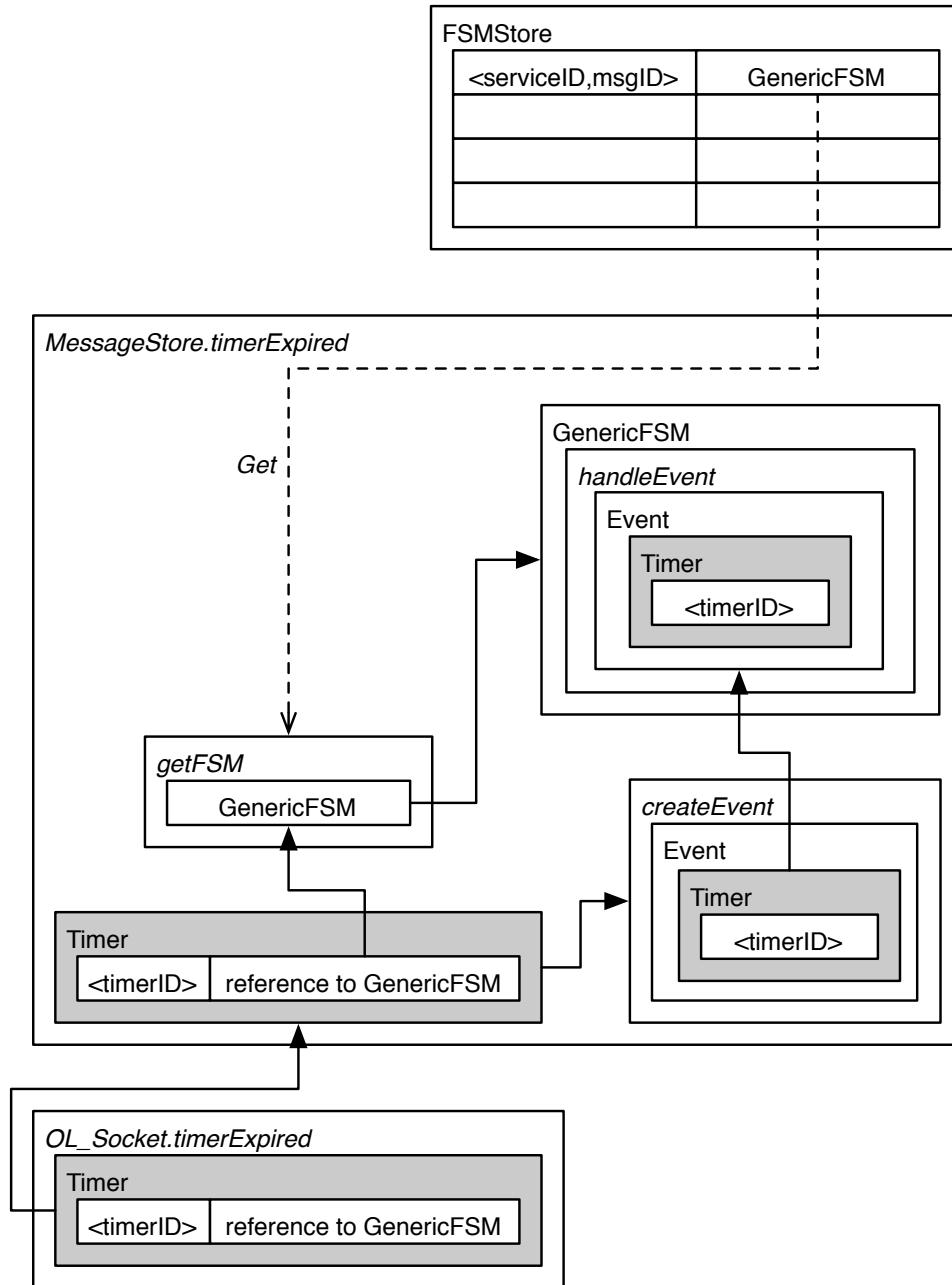 FSMStore
<serviceID,msgID> GenericFSM
MessageStore.timerExpired
GenericFSM
handleEvent
Get
Event
Timer
<timerID>
getFSM
GenericFSM
createEvent
Event
Timer
<timerID>
Timer
<timerID> reference to GenericFSM
OL_Socket.timerExpired
Timer
<timerID> reference to GenericFSM